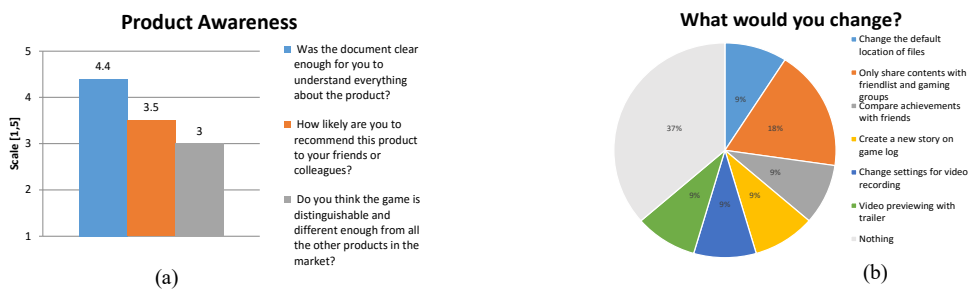 Product Awareness
5
4
3
2
1
Scale [1,5]
4.4
3.5
3
Was the document clear
enough for you to
understand everything
about the product?
How likely are you to
recommend this product
to your friends or
colleagues?
Do you think the game is
distinguishable and
different enough from all
the other products in the
market?
(a)
What would you change?
9%
18%
9%
9%
9%
9%
37%
Change the default
location of files
Only share contents with
friendlist and gaming
groups
Compare achievements
with friends
Create a new story on
game log
Change settings for video
recording
Video previewing with
trailer
Nothing
(b)